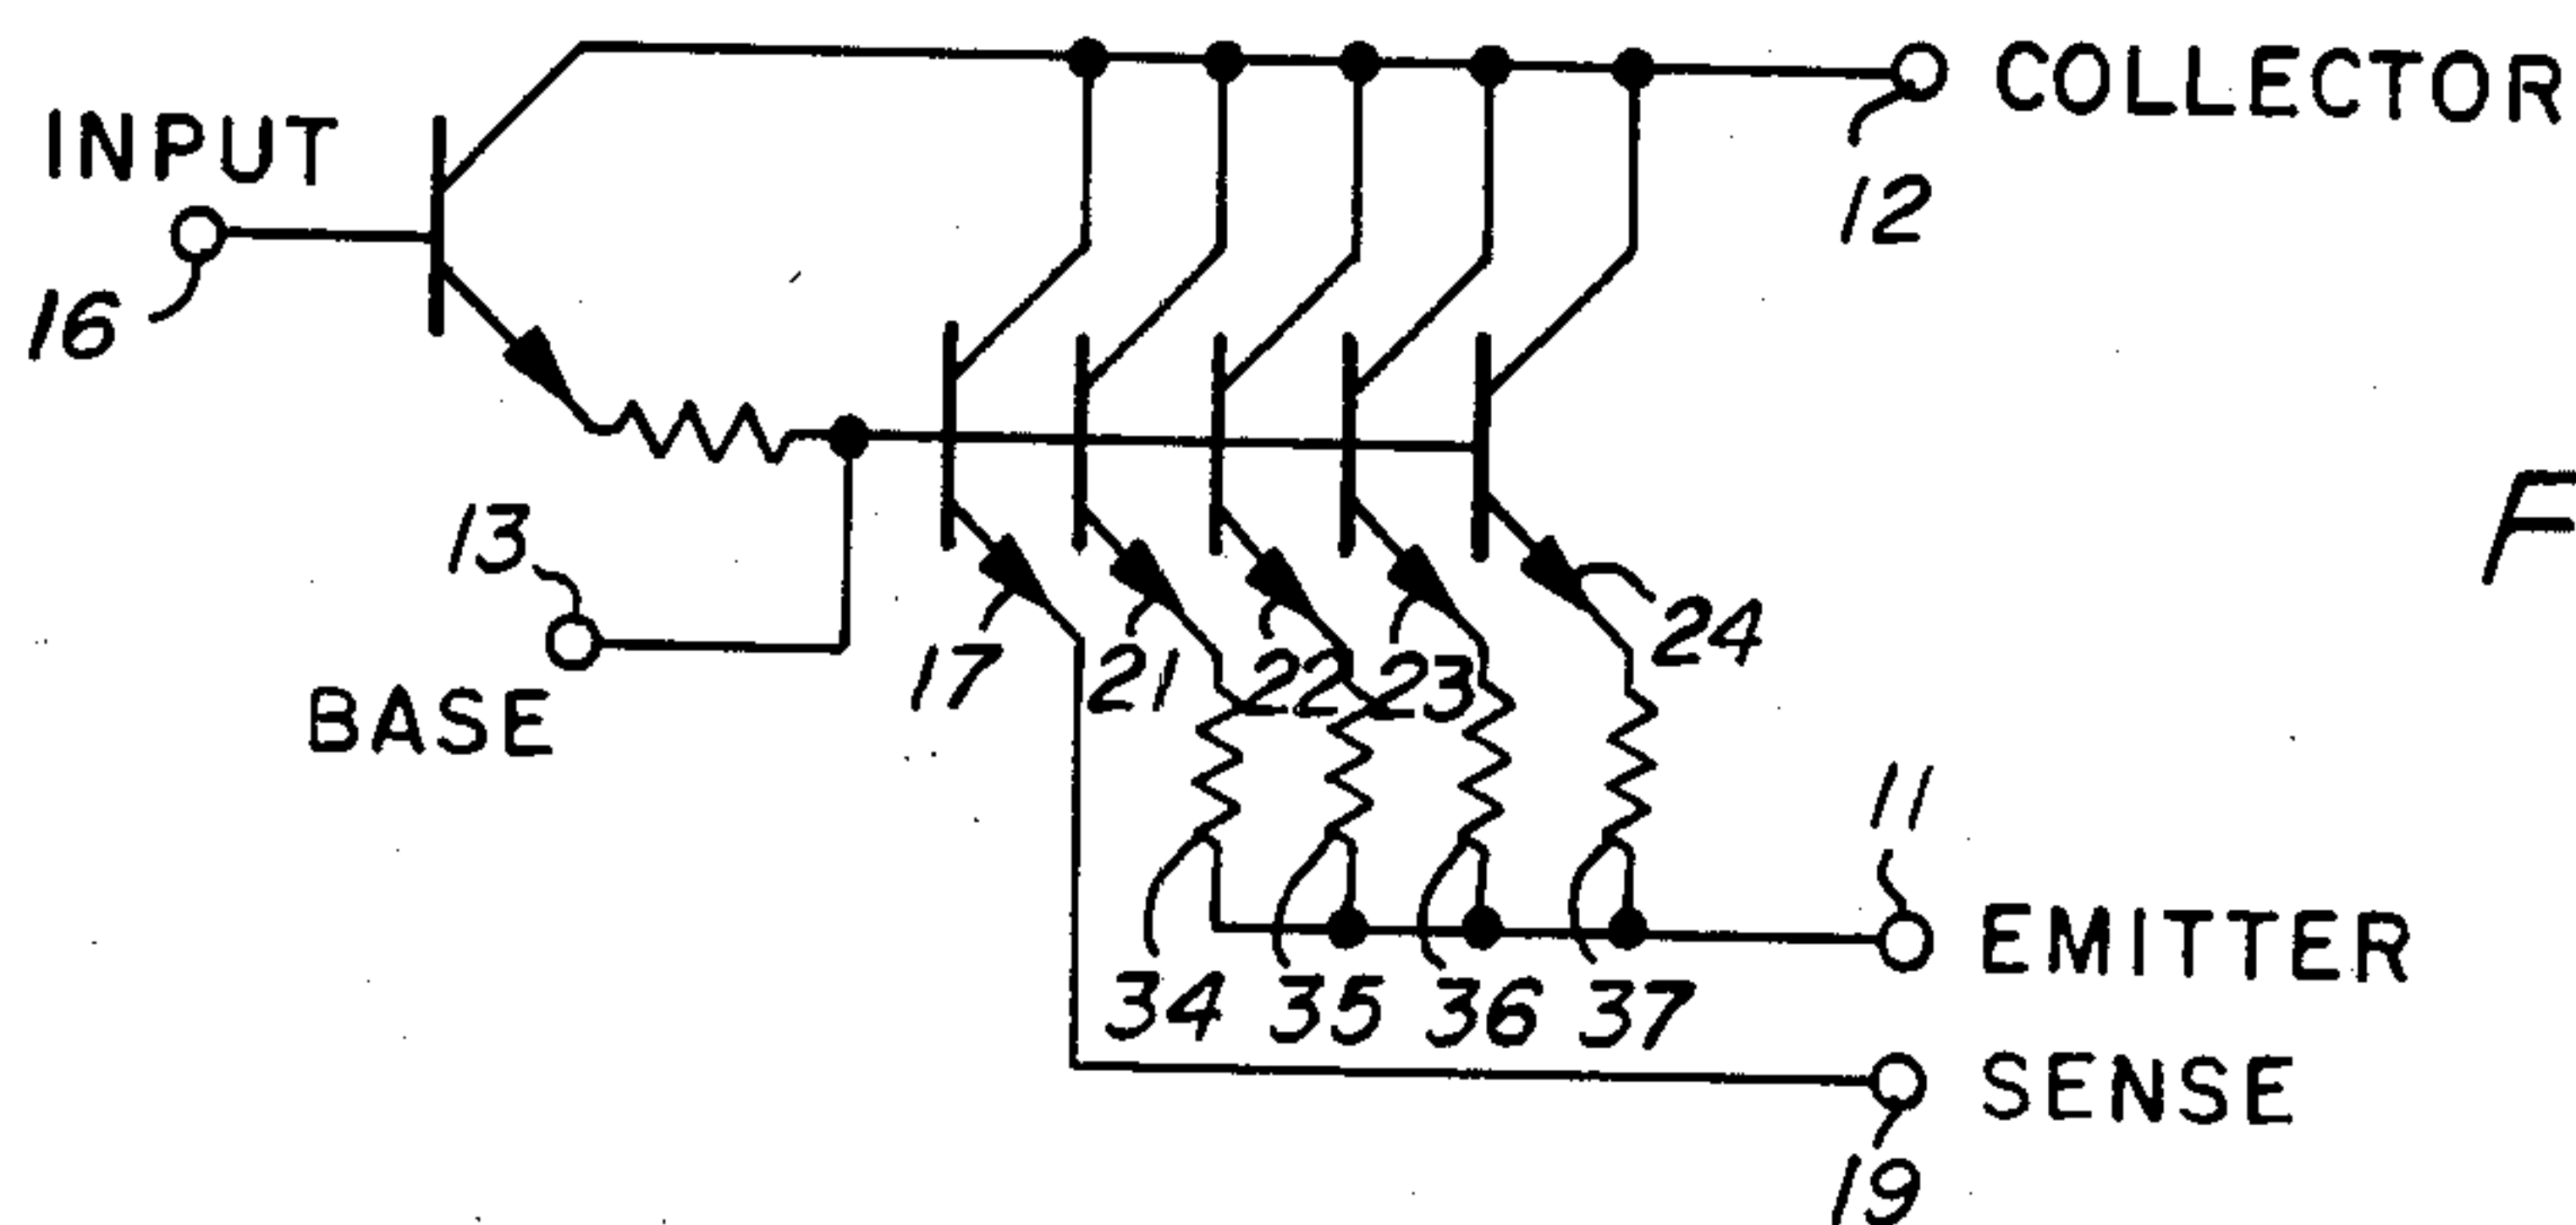 COLLECTOR
INPUT
12
16
13
F
17
21
22
23
24
BASE
11
EMITTER
34
35
36
37
SENSE
19